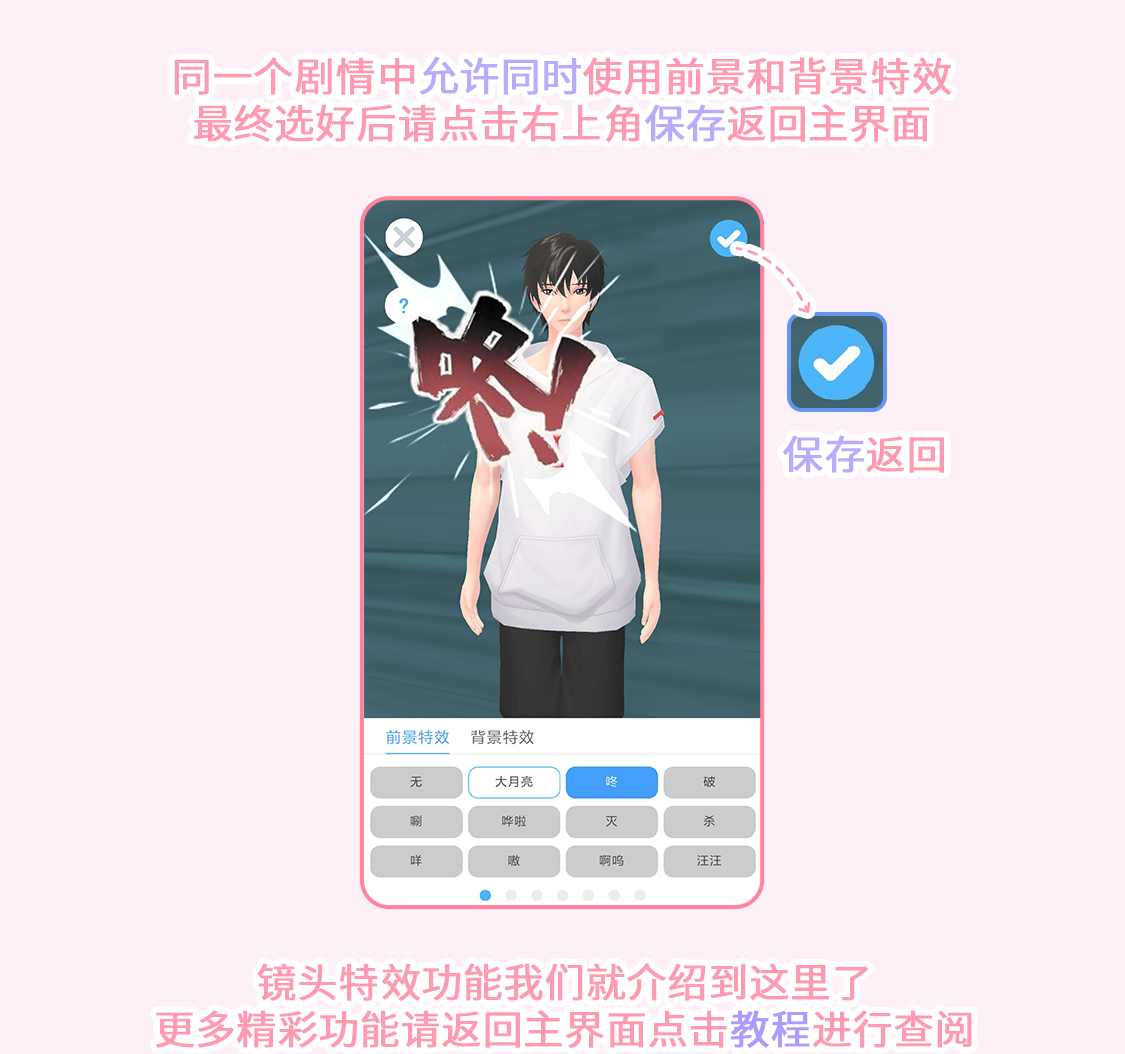 同一个剧情中允许同时使用前景和背景特效
最终选好后请点击右上角保存返回主界面
?
咚!
保存返回
前景特效 背景特效
无 大月亮 咚 破
唰 哗啦 灭 杀
咩 嗷 啊呜 汪汪
镜头特效功能我们就介绍到这里了
更多精彩功能请返回主界面点击教程进行查阅